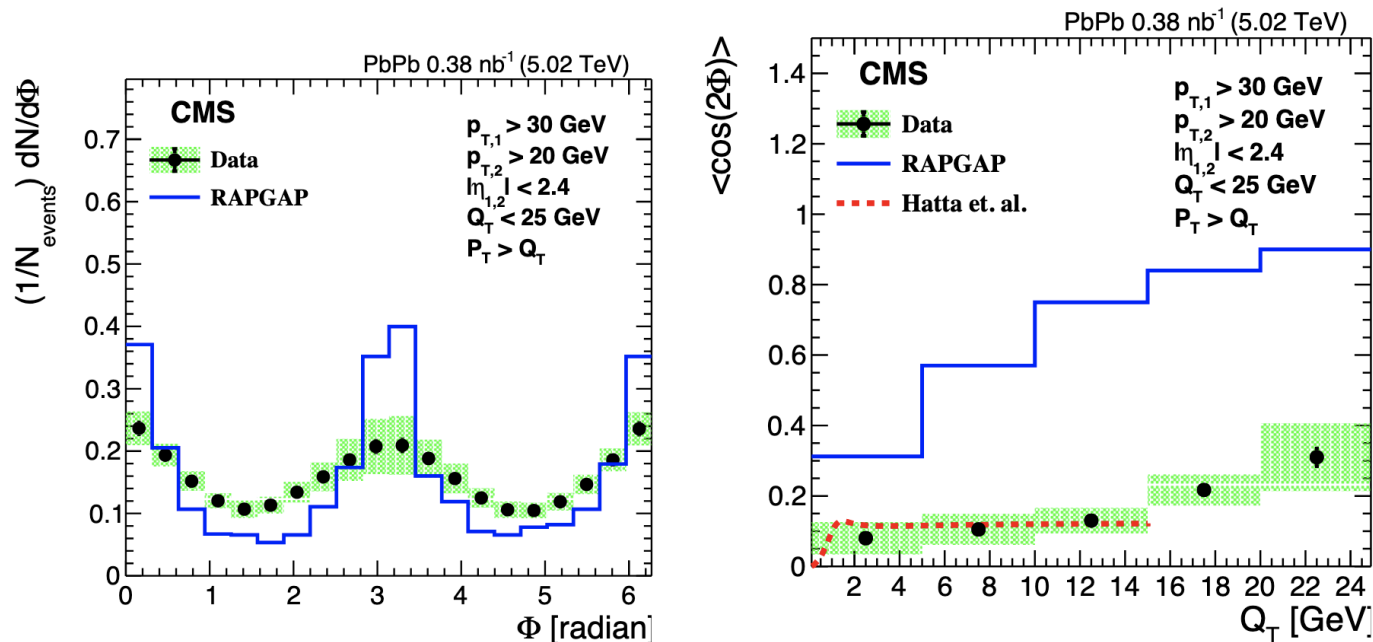 PbPb 0.38 nb⁻¹ (5.02 TeV)
(1/N_events) dN/dΦ
CMS
Data
RAPGAP
p_T,1 > 30 GeV
p_T,2 > 20 GeV
|η_1,2| < 2.4
Q_T < 25 GeV
P_T > Q_T
0.7
0.6
0.5
0.4
0.3
0.2
0.1
0
0 1 2 3 4 5 6
Φ [radian]
PbPb 0.38 nb⁻¹ (5.02 TeV)
<cos(2Φ)>
CMS
Data
RAPGAP
Hatta et. al.
p_T,1 > 30 GeV
p_T,2 > 20 GeV
|η_1,2| < 2.4
Q_T < 25 GeV
P_T > Q_T
1.4
1.2
1
0.8
0.6
0.4
0.2
0
2 4 6 8 10 12 14 16 18 20 22 24
Q_T [GeV]